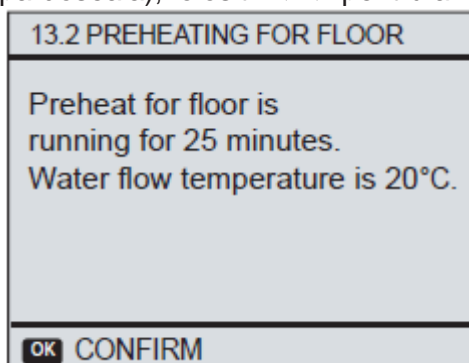 13.2 PREHEATING FOR FLOOR
Preheat for floor is
running for 25 minutes.
Water flow temperature is 20°C.
OK CONFIRM